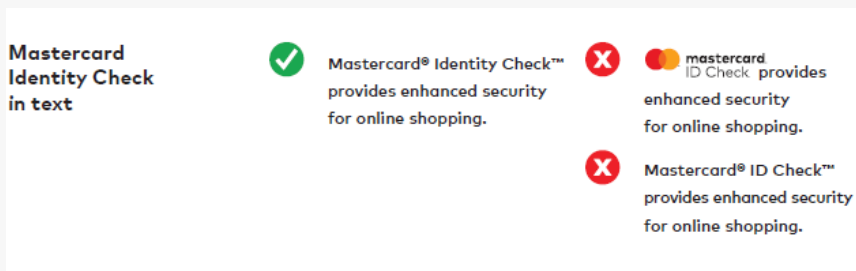 Mastercard
Identity Check
in text
Mastercard® Identity Check™
provides enhanced security
for online shopping.
mastercard.
ID Check provides
enhanced security
for online shopping.
Mastercard® ID Check™
provides enhanced security
for online shopping.